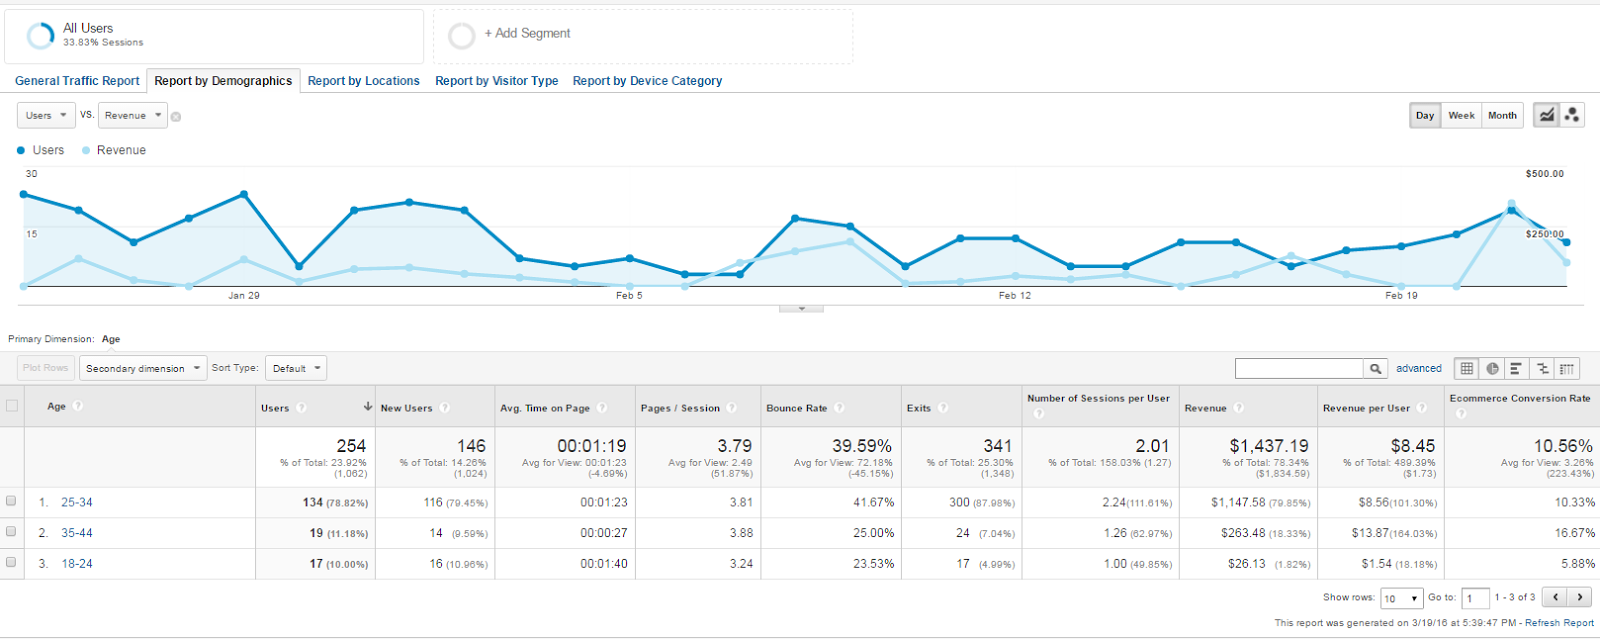 All Users
33.83% Sessions
+ Add Segment
General Traffic Report Report by Demographics Report by Locations Report by Visitor Type Report by Device Category
Users VS. Revenue
Day Week Month
Users Revenue
30 $500.00
15 $250.00
Jan 29 Feb 5 Feb 12 Feb 19
Primary Dimension: Age
Plot Rows Secondary dimension Sort Type: Default advanced
Age ? Users ? New Users ? Avg. Time on Page ? Pages / Session ? Bounce Rate ? Exits ? Number of Sessions per User ? Revenue ? Revenue per User ? Ecommerce Conversion Rate ?
254 146 00:01:19 3.79 39.59% 341 2.01 $1,437.19 $8.45 10.56%
% of Total: 23.92% % of Total: 14.26% Avg for View: 00:01:23 Avg for View: 2.49 Avg for View: 72.18% % of Total: 25.30% % of Total: 158.03% (1.27) % of Total: 78.34% % of Total: 489.39% Avg for View: 3.26%
(1,062) (1,024) (-4.69%) (51.87%) (-45.15%) (1,348) ($1,834.59) ($1.73) (223.43%)
1. 25-34 134 (78.82%) 116 (79.45%) 00:01:23 3.81 41.67% 300 (87.98%) 2.24(111.61%) $1,147.58 (79.85%) $8.56(101.30%) 10.33%
2. 35-44 19 (11.18%) 14 (9.59%) 00:00:27 3.88 25.00% 24 (7.04%) 1.26 (62.97%) $263.48 (18.33%) $13.87(164.03%) 16.67%
3. 18-24 17 (10.00%) 16 (10.96%) 00:01:40 3.24 23.53% 17 (4.99%) 1.00 (49.85%) $26.13 (1.82%) $1.54 (18.18%) 5.88%
Show rows: 10 Go to: 1 1 - 3 of 3
This report was generated on 3/19/16 at 5:39:47 PM - Refresh Report